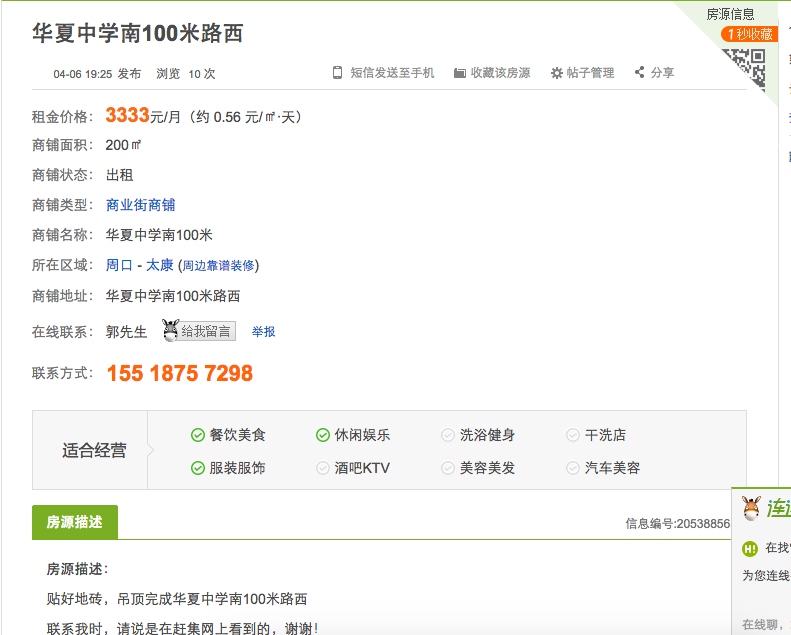 房源信息
1秒收藏
华夏中学南100米路西
04-06 19:25 发布 浏览 10 次 短信发送至手机 收藏该房源 帖子管理 分享
租金价格： 3333元/月（约 0.56 元/㎡·天）
商铺面积： 200㎡
商铺状态： 出租
商铺类型： 商业街商铺
商铺名称： 华夏中学南100米
所在区域： 周口 - 太康 (周边靠谱装修)
商铺地址： 华夏中学南100米路西
在线联系： 郭先生 给我留言 举报
联系方式： 155 1875 7298
适合经营
餐饮美食 休闲娱乐 洗浴健身 干洗店
服装服饰 酒吧KTV 美容美发 汽车美容
房源描述
信息编号:20538856
房源描述：
贴好地砖，吊顶完成华夏中学南100米路西
联系我时，请说是在赶集网上看到的，谢谢！
Hi
在找
为您连线
在线聊，